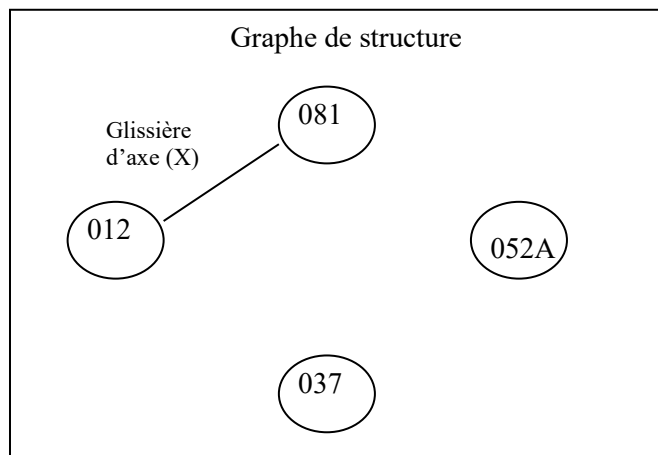 Graphe de structure
081
Glissière
d’axe (X)
012
052A
037